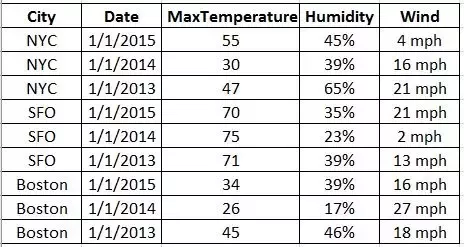 City Date MaxTemperature Humidity Wind
NYC 1/1/2015 55 45% 4 mph
NYC 1/1/2014 30 39% 16 mph
NYC 1/1/2013 47 65% 21 mph
SFO 1/1/2015 70 35% 21 mph
SFO 1/1/2014 75 23% 2 mph
SFO 1/1/2013 71 39% 13 mph
Boston 1/1/2015 34 39% 16 mph
Boston 1/1/2014 26 17% 27 mph
Boston 1/1/2013 45 46% 18 mph